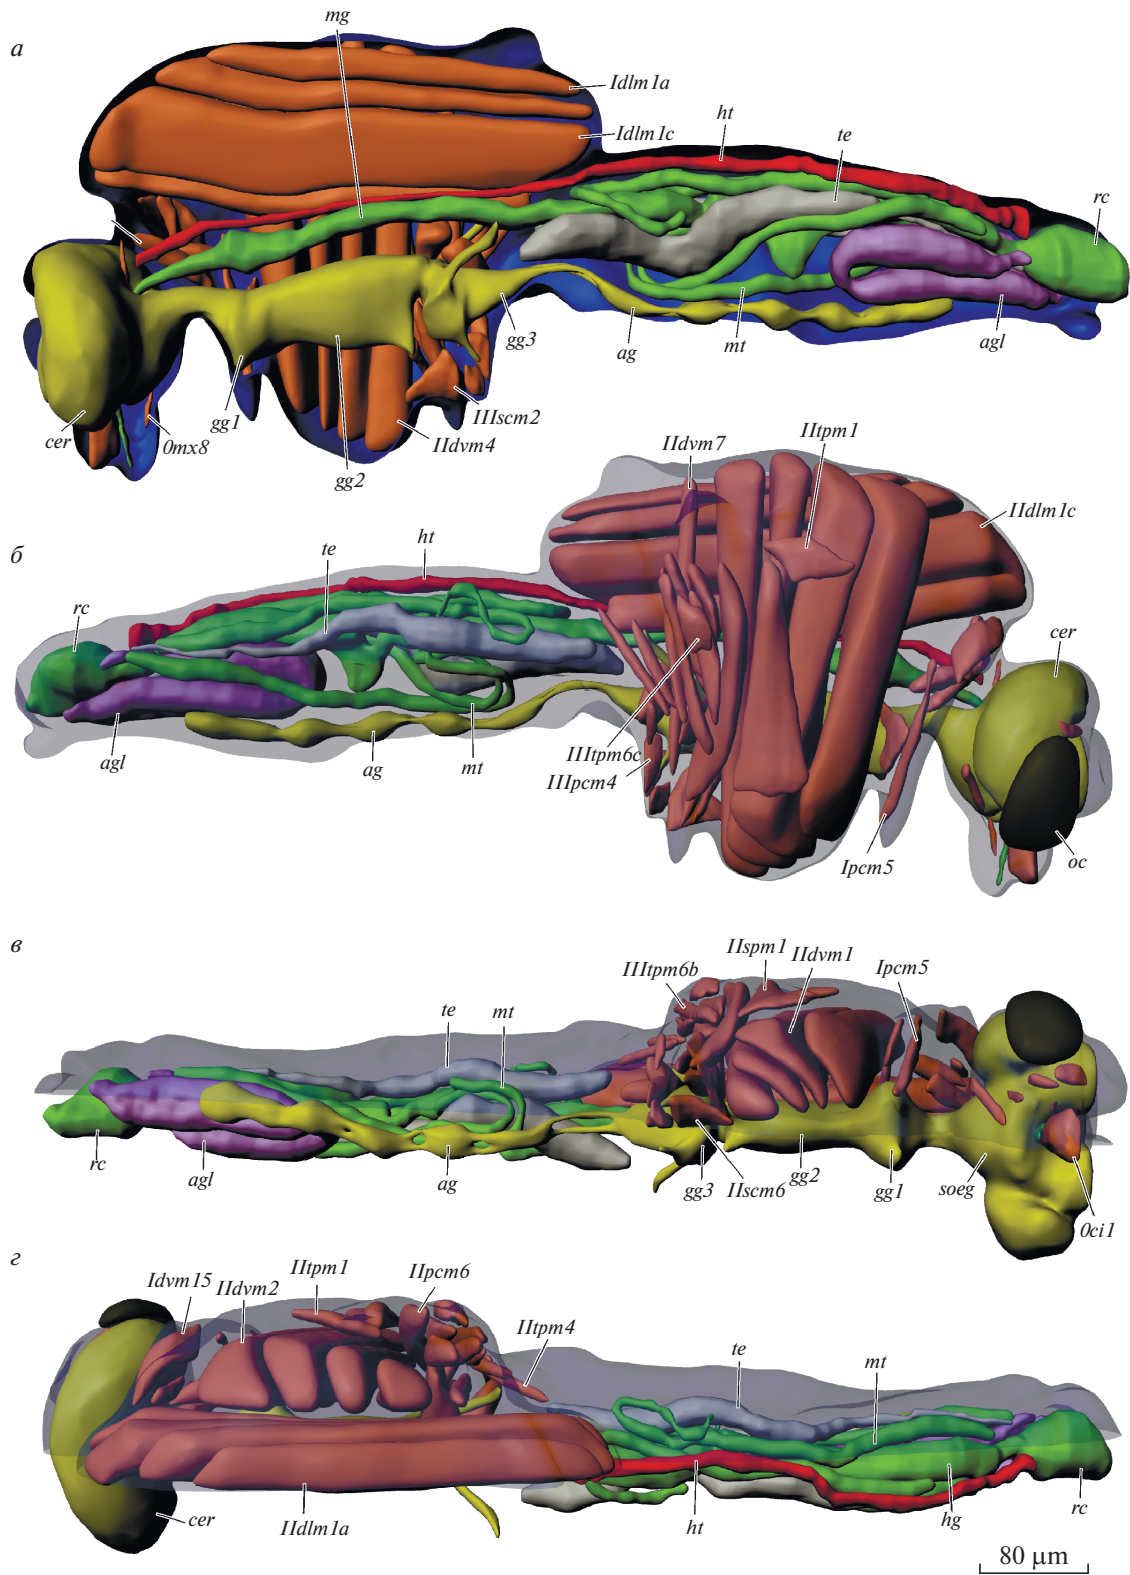 а
mg
Idlm1a
Idlm1c
ht
te
rc
cer
0mx8
gg1
gg2
IIdvm4
IIIscm2
gg3
ag
mt
agl
б
rc
te
ht
IIdvm7
IItpm1
IIdlm1c
cer
agl
ag
mt
IIItpm6c
IIIpcm4
Ipcm5
oc
в
te
mt
IIItpm6b
IIspm1
IIdvm1
Ipcm5
rc
agl
ag
gg3
IIscm6
gg2
gg1
soeg
0ci1
г
Idvm15
IIdvm2
IItpm1
IIpcm6
IItpm4
te
mt
cer
IIdlm1a
ht
hg
rc
80 μm